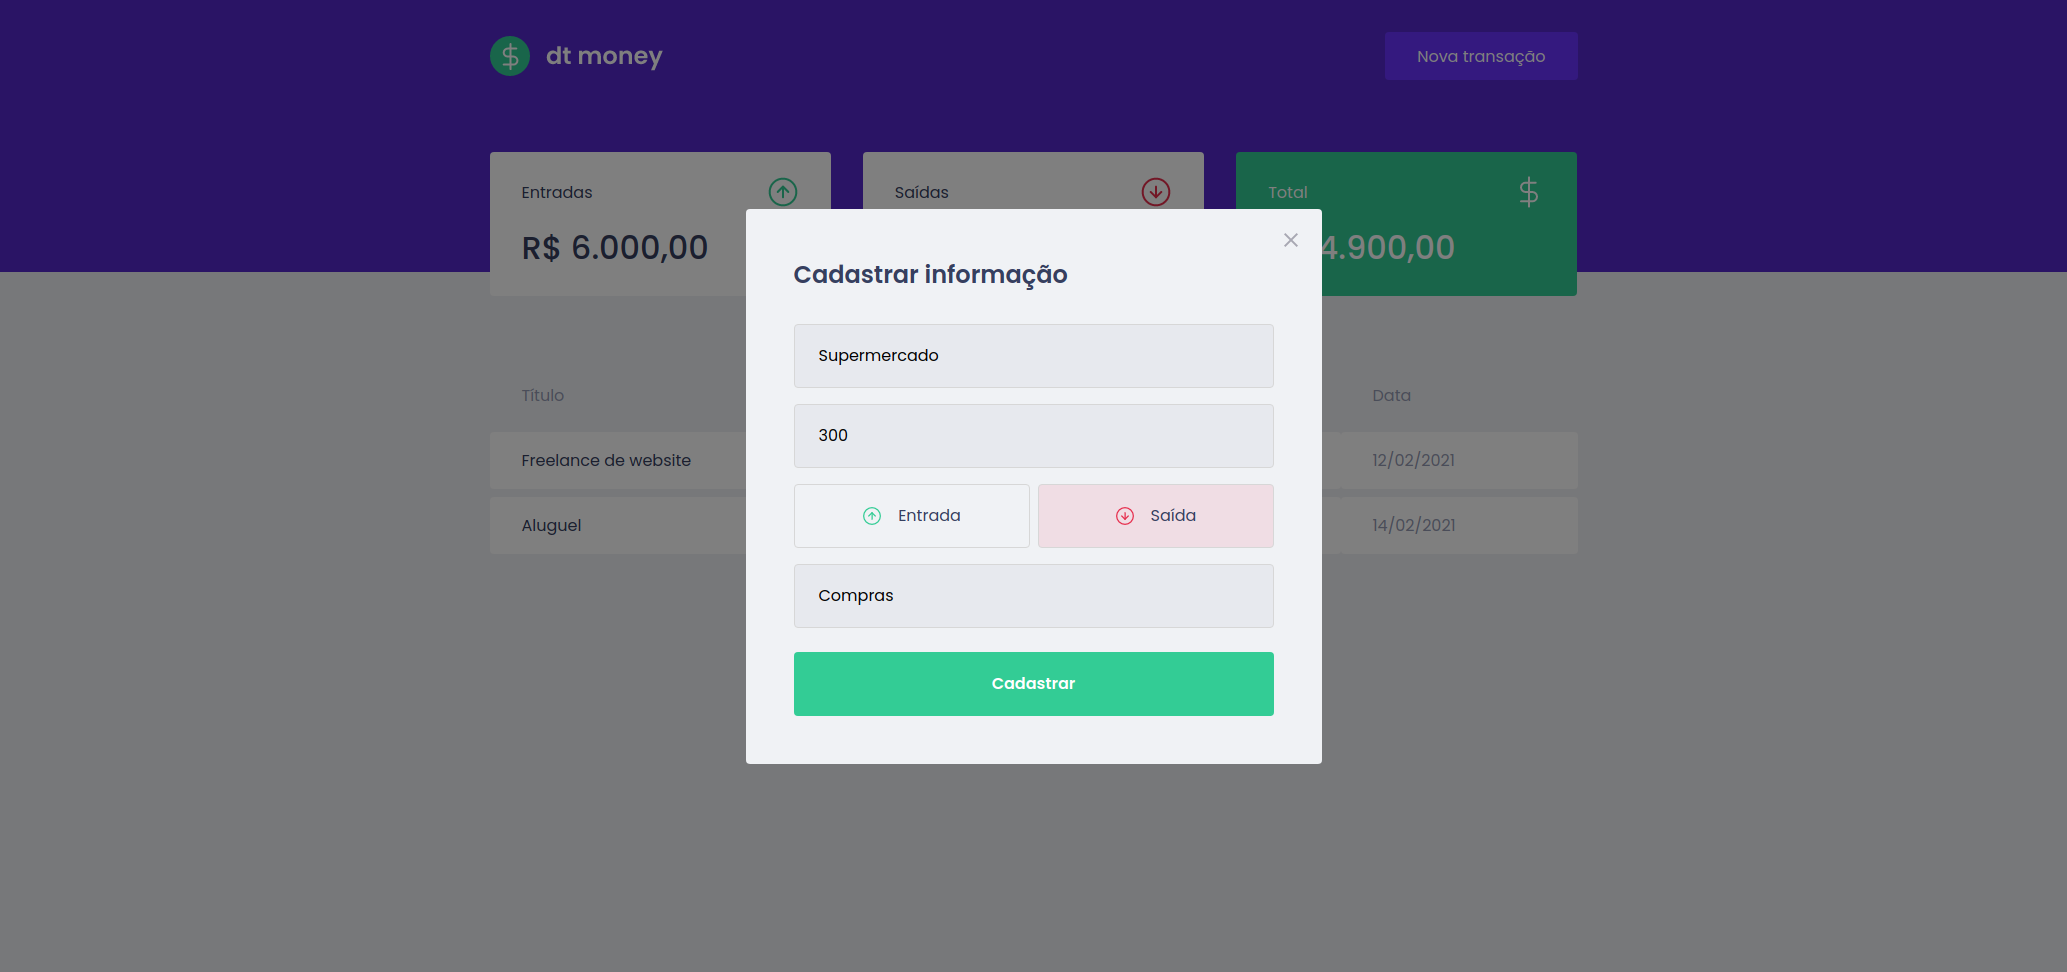 dt money
Nova transação
Entradas
Saídas
Total
R$ 6.000,00
4.900,00
Cadastrar informação
Supermercado
300
Entrada
Saída
Compras
Cadastrar
Título
Data
Freelance de website
12/02/2021
Aluguel
14/02/2021